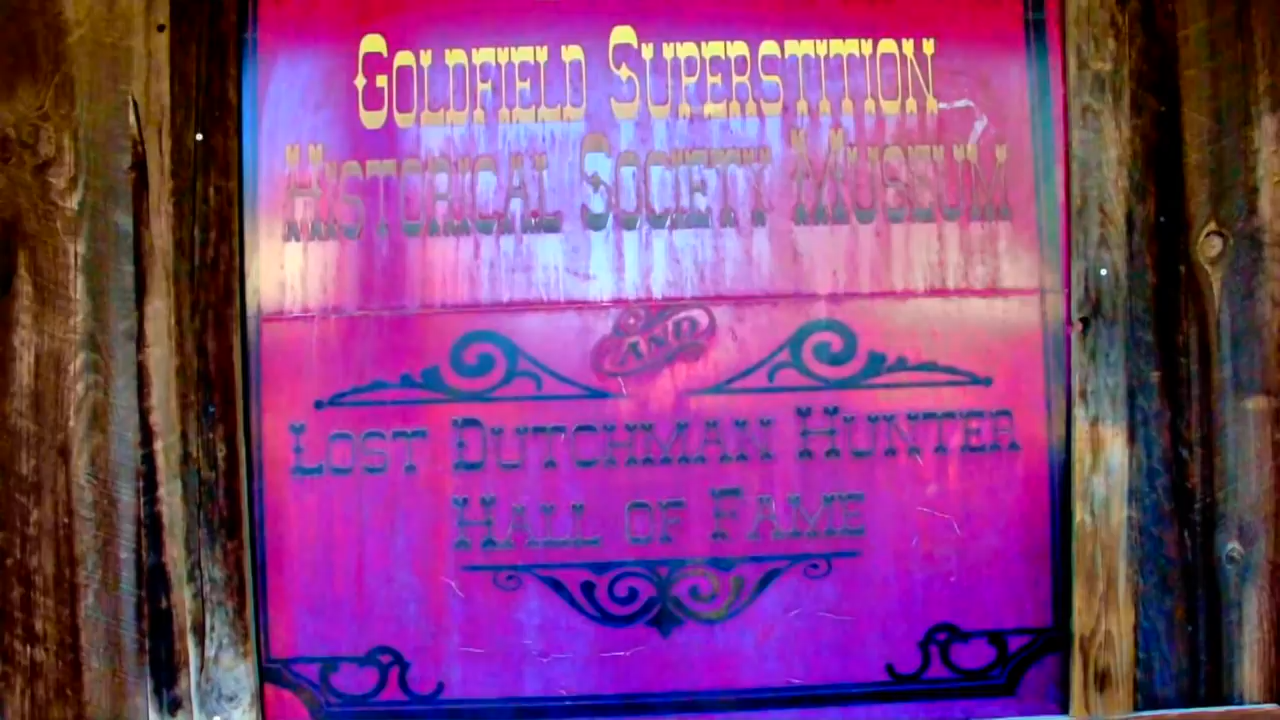 Goldfield Superstition
Historical Society Museum
AND
Lost Dutchman Hunter
Hall of Fame